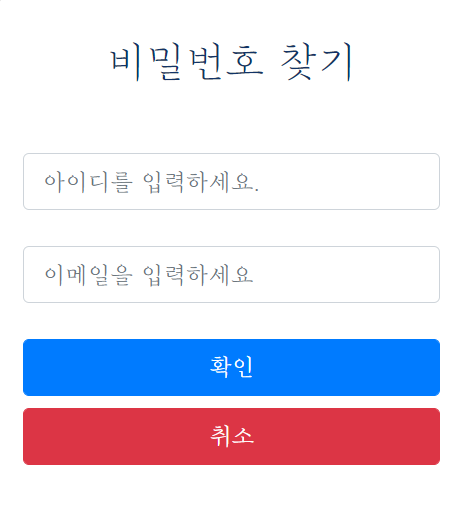 비밀번호 찾기
아이디를 입력하세요.
이메일을 입력하세요
확인
취소